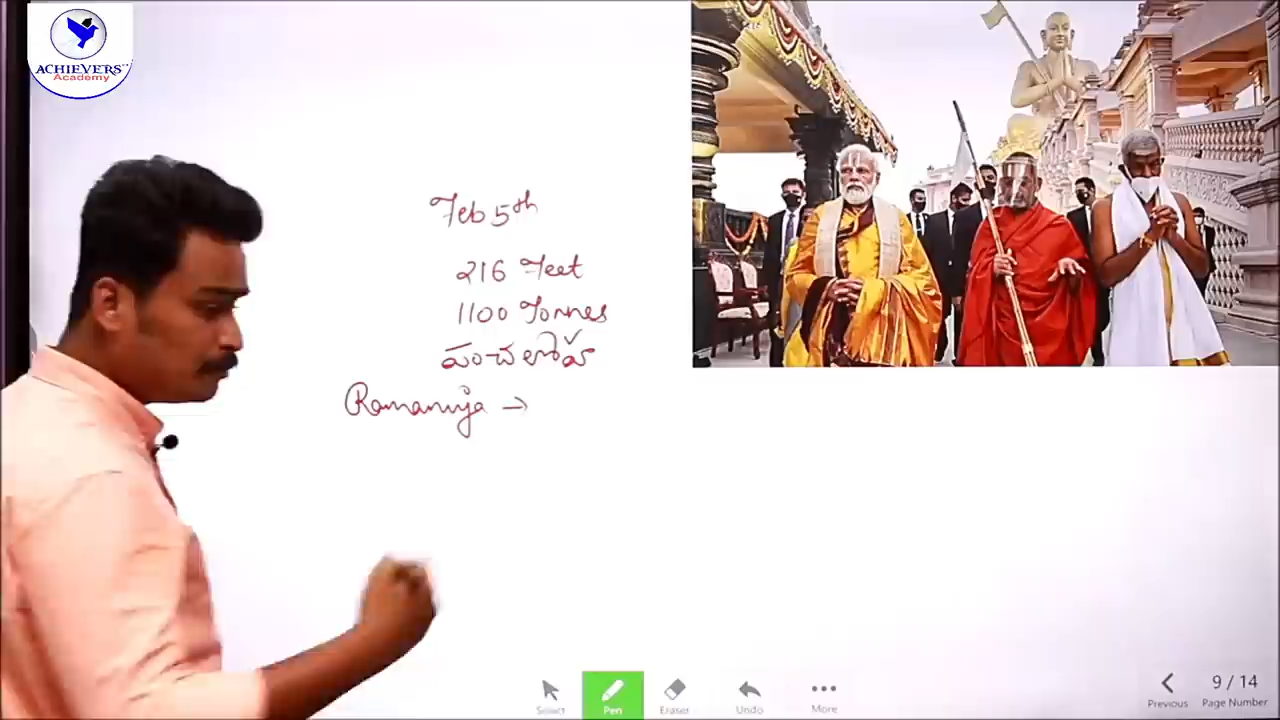 ACHIEVERS
Academy
Feb 5th
216 Feet
1100 Tonnes
పంచలోహ
Ramanuja →
Select
Pen
Eraser
Undo
More
Previous
9 / 14
Page Number